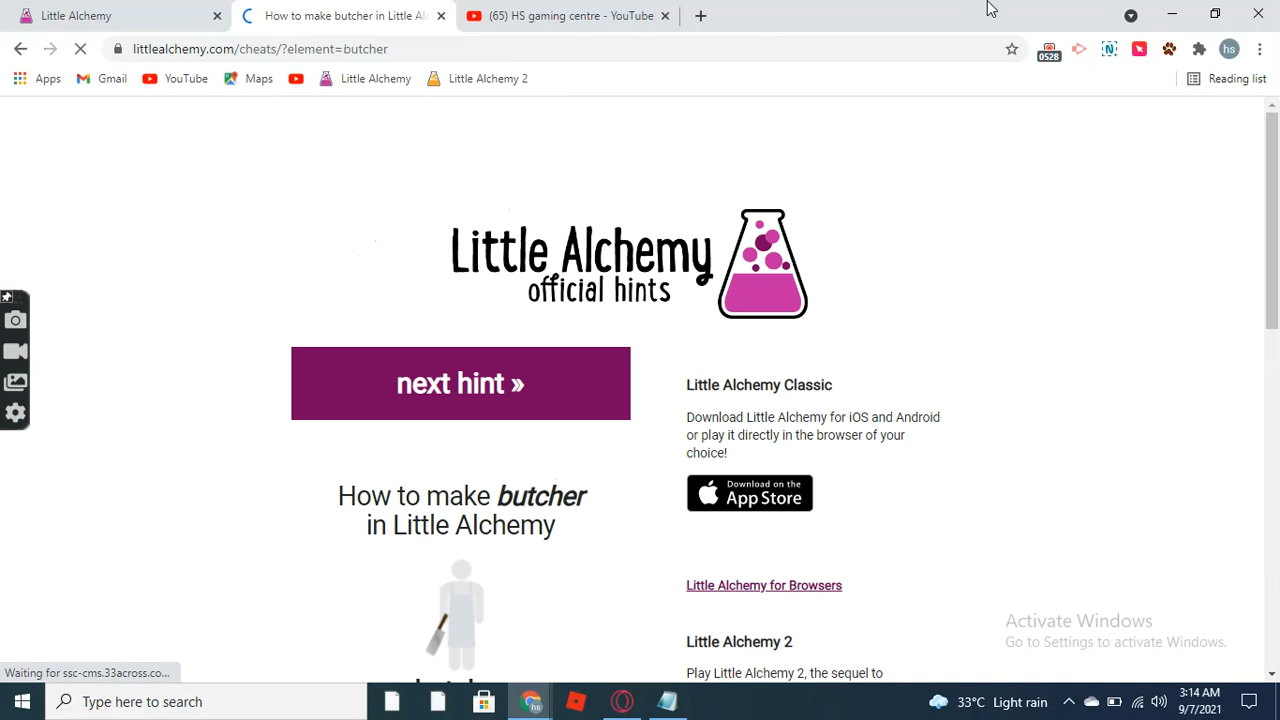 Little Alchemy
How to make butcher in Little Al
(65) HS gaming centre - YouTube
littlealchemy.com/cheats/?element=butcher
hs
0528
Apps
Gmail
YouTube
Maps
Little Alchemy
Little Alchemy 2
Reading list
Little Alchemy
official hints
next hint »
Little Alchemy Classic
Download Little Alchemy for iOS and Android
or play it directly in the browser of your
choice!
Download on the
App Store
How to make butcher
in Little Alchemy
Little Alchemy for Browsers
Little Alchemy 2
Play Little Alchemy 2, the sequel to
Activate Windows
Go to Settings to activate Windows.
Waiting for ssc-cms.33across.co...
Type here to search
hs
33°C Light rain
3:14 AM
9/7/2021